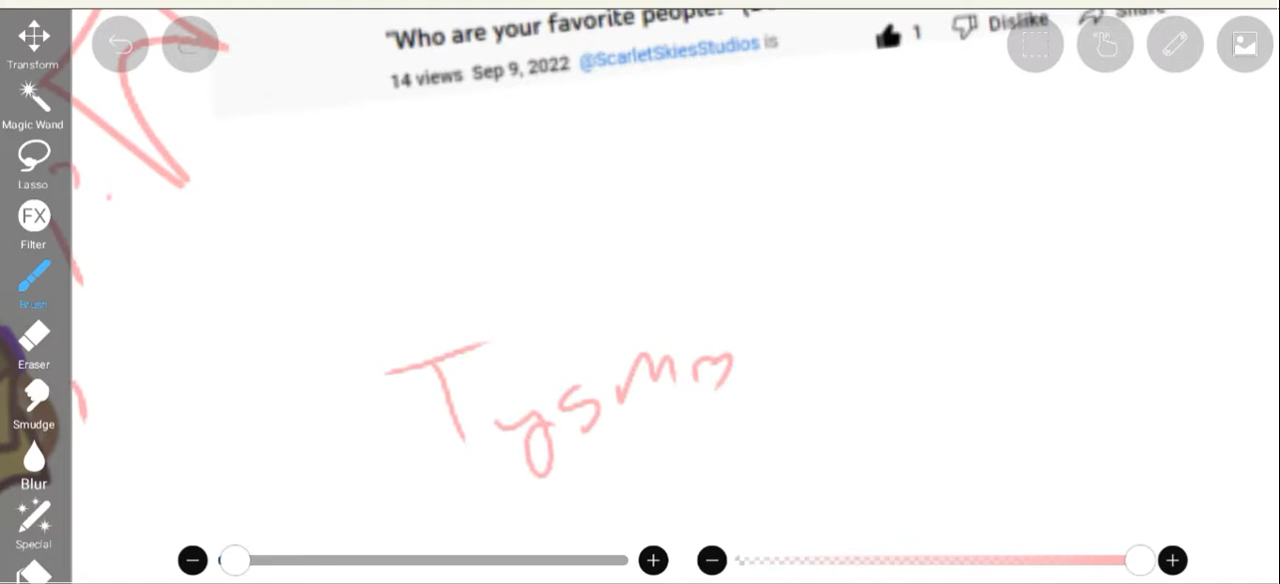 Transform
Magic Wand
Lasso
FX
Filter
Brush
Eraser
Smudge
Blur
Special
"Who are your favorite people?
1 Dislike Share
14 views Sep 9, 2022 @ScarletSkiesStudios is
Tysm